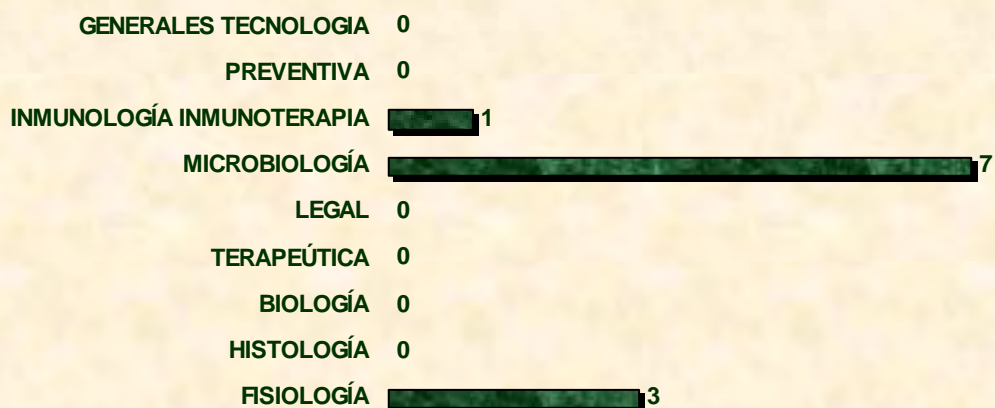 GENERALES TECNOLOGIA 0
PREVENTIVA 0
INMUNOLOGÍA INMUNOTERAPIA 1
MICROBIOLOGÍA 7
LEGAL 0
TERAPEÚTICA 0
BIOLOGÍA 0
HISTOLOGÍA 0
FISIOLOGÍA 3